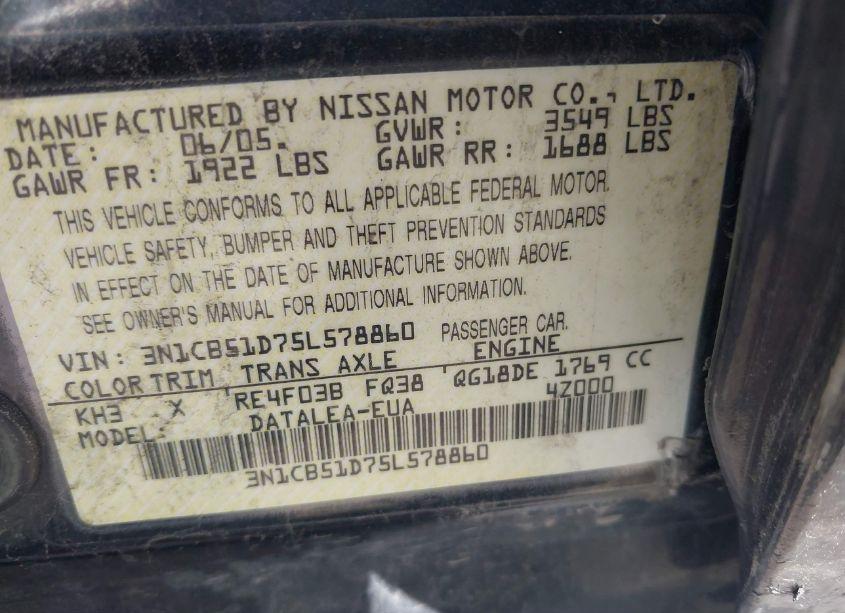 MANUFACTURED BY NISSAN MOTOR CO., LTD.
DATE: 06/05. GVWR: 3549 LBS
GAWR FR: 1922 LBS GAWR RR: 1688 LBS
THIS VEHICLE CONFORMS TO ALL APPLICABLE FEDERAL MOTOR.
VEHICLE SAFETY, BUMPER AND THEFT PREVENTION STANDARDS
IN EFFECT ON THE DATE OF MANUFACTURE SHOWN ABOVE.
SEE OWNER'S MANUAL FOR ADDITIONAL INFORMATION.
VIN: 3N1CB51D75L578860 PASSENGER CAR.
COLOR TRIM TRANS AXLE ENGINE
KH3 X RE4F03B FQ38 QG18DE 1769 CC
MODEL: DATALEA-EUA 4Z000
3N1CB51D75L578860